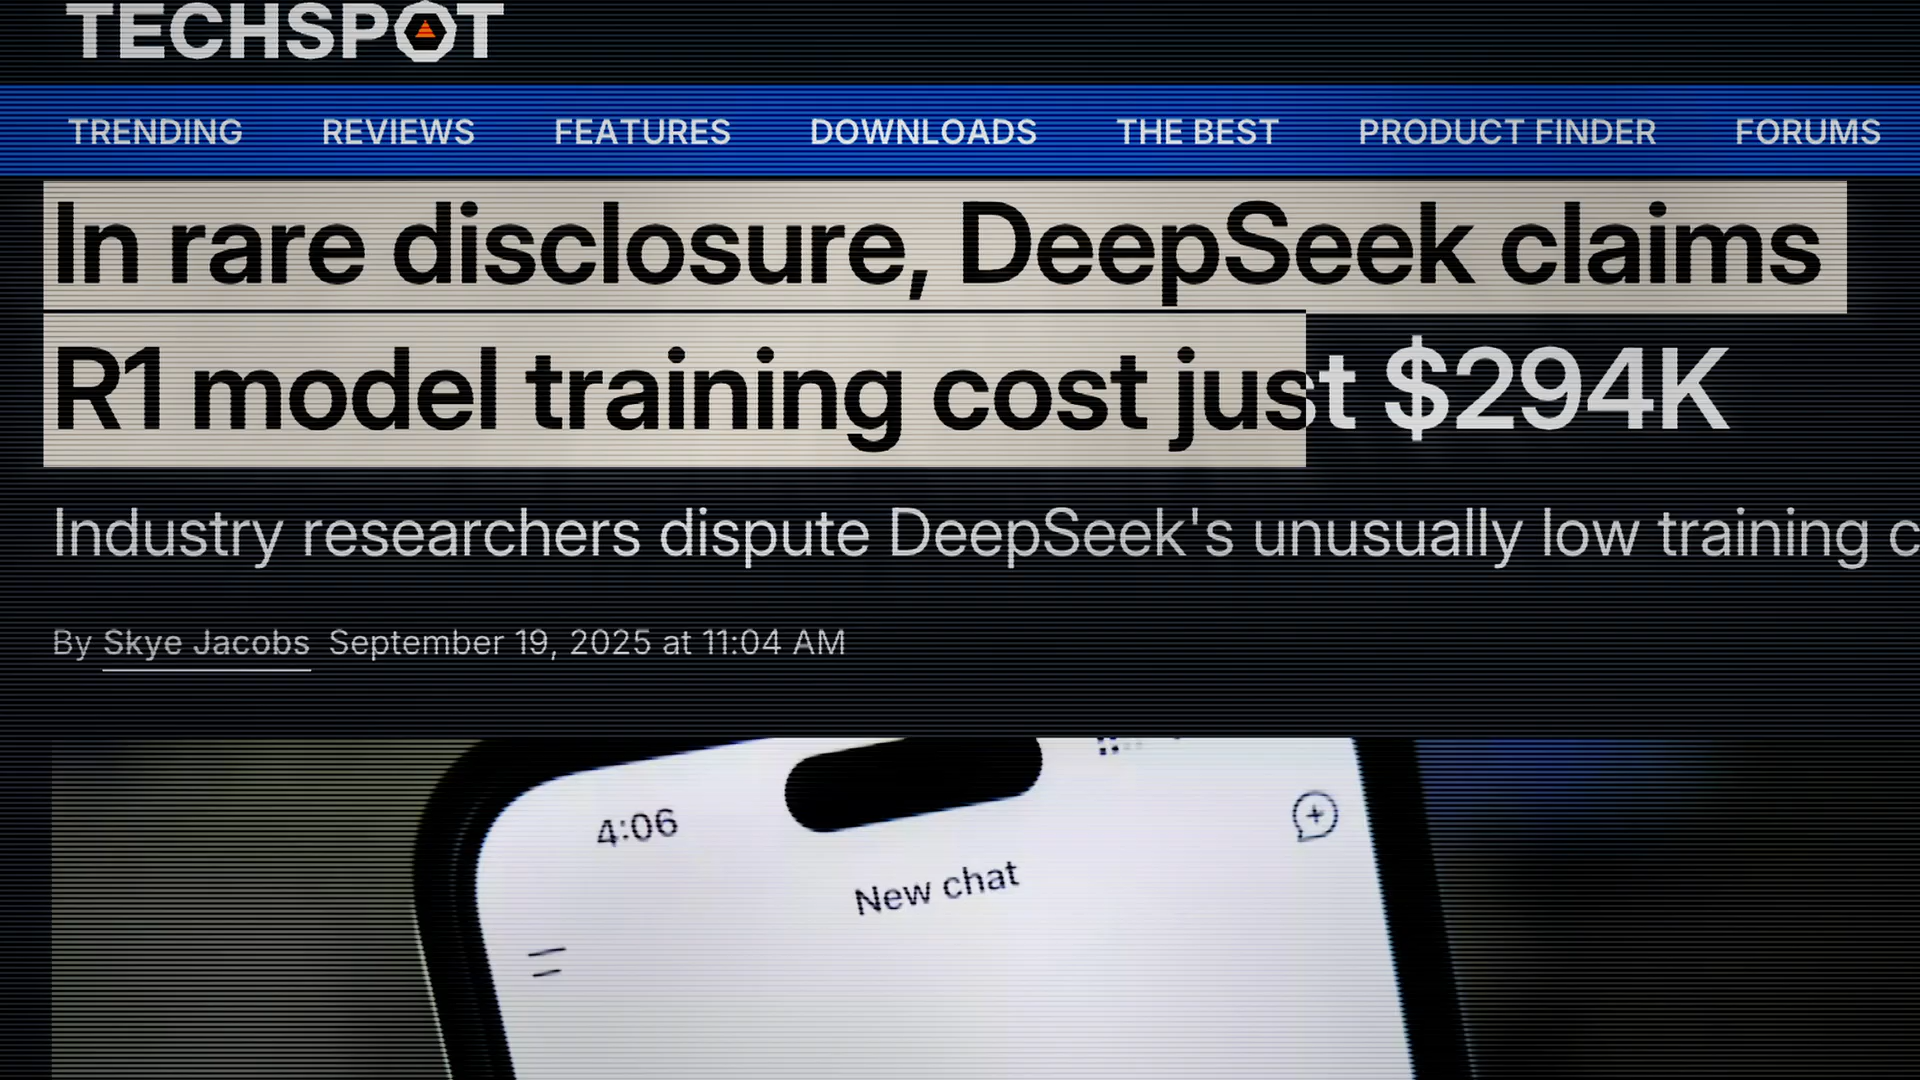 TECHSPOT
TRENDING REVIEWS FEATURES DOWNLOADS THE BEST PRODUCT FINDER FORUMS
In rare disclosure, DeepSeek claims
R1 model training cost just $294K
Industry researchers dispute DeepSeek's unusually low training
By Skye Jacobs September 19, 2025 at 11:04 AM
4:06
New chat